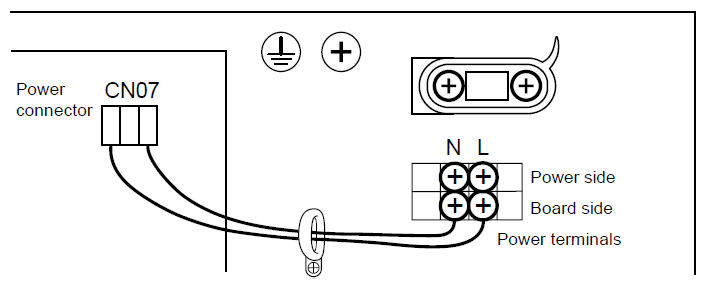 Power
connector
CN07
N L
Power side
Board side
Power terminals